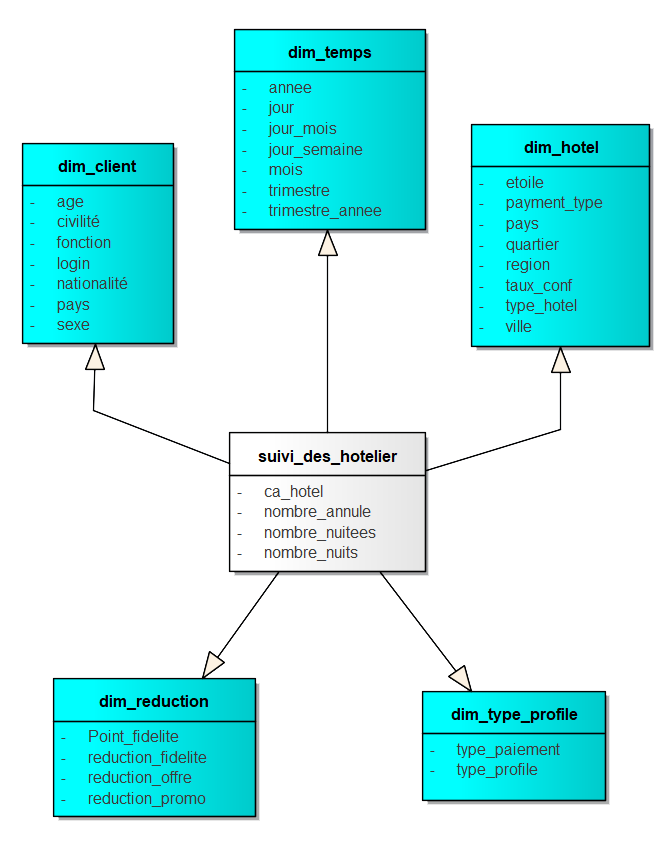 dim_temps
- annee
- jour
- jour_mois
- jour_semaine
- mois
- trimestre
- trimestre_annee
dim_hotel
- etoile
- payment_type
- pays
- quartier
- region
- taux_conf
- type_hotel
- ville
dim_client
- age
- civilité
- fonction
- login
- nationalité
- pays
- sexe
suivi_des_hotelier
- ca_hotel
- nombre_annule
- nombre_nuitees
- nombre_nuits
dim_reduction
- Point_fidelite
- reduction_fidelite
- reduction_offre
- reduction_promo
dim_type_profile
- type_paiement
- type_profile